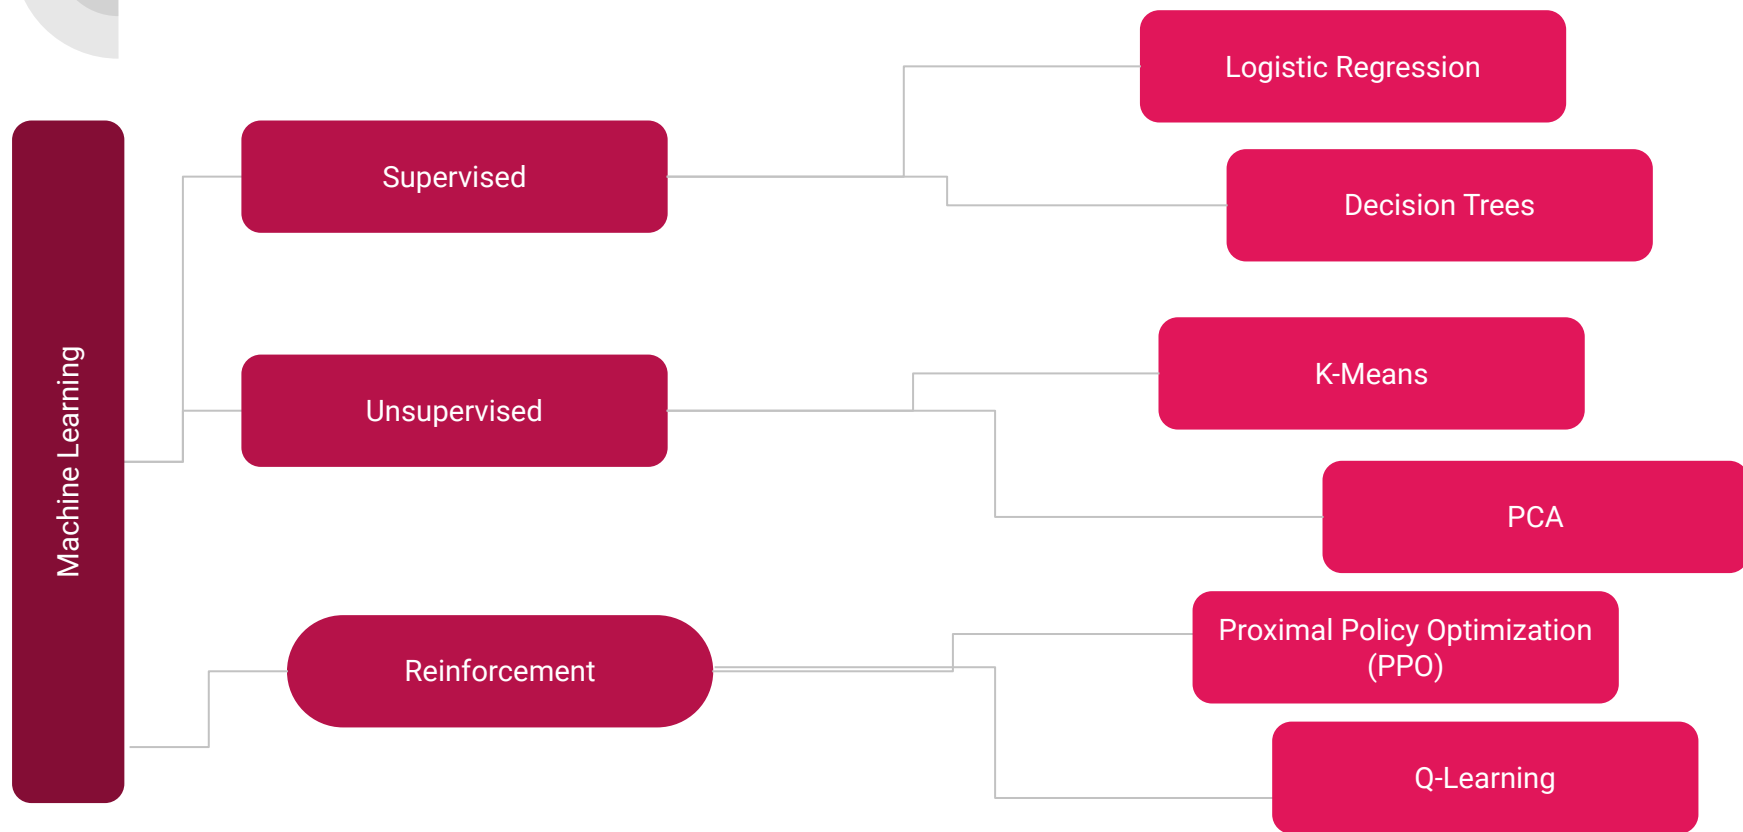 Machine Learning
Supervised
Logistic Regression
Decision Trees
Unsupervised
K-Means
PCA
Reinforcement
Proximal Policy Optimization
(PPO)
Q-Learning